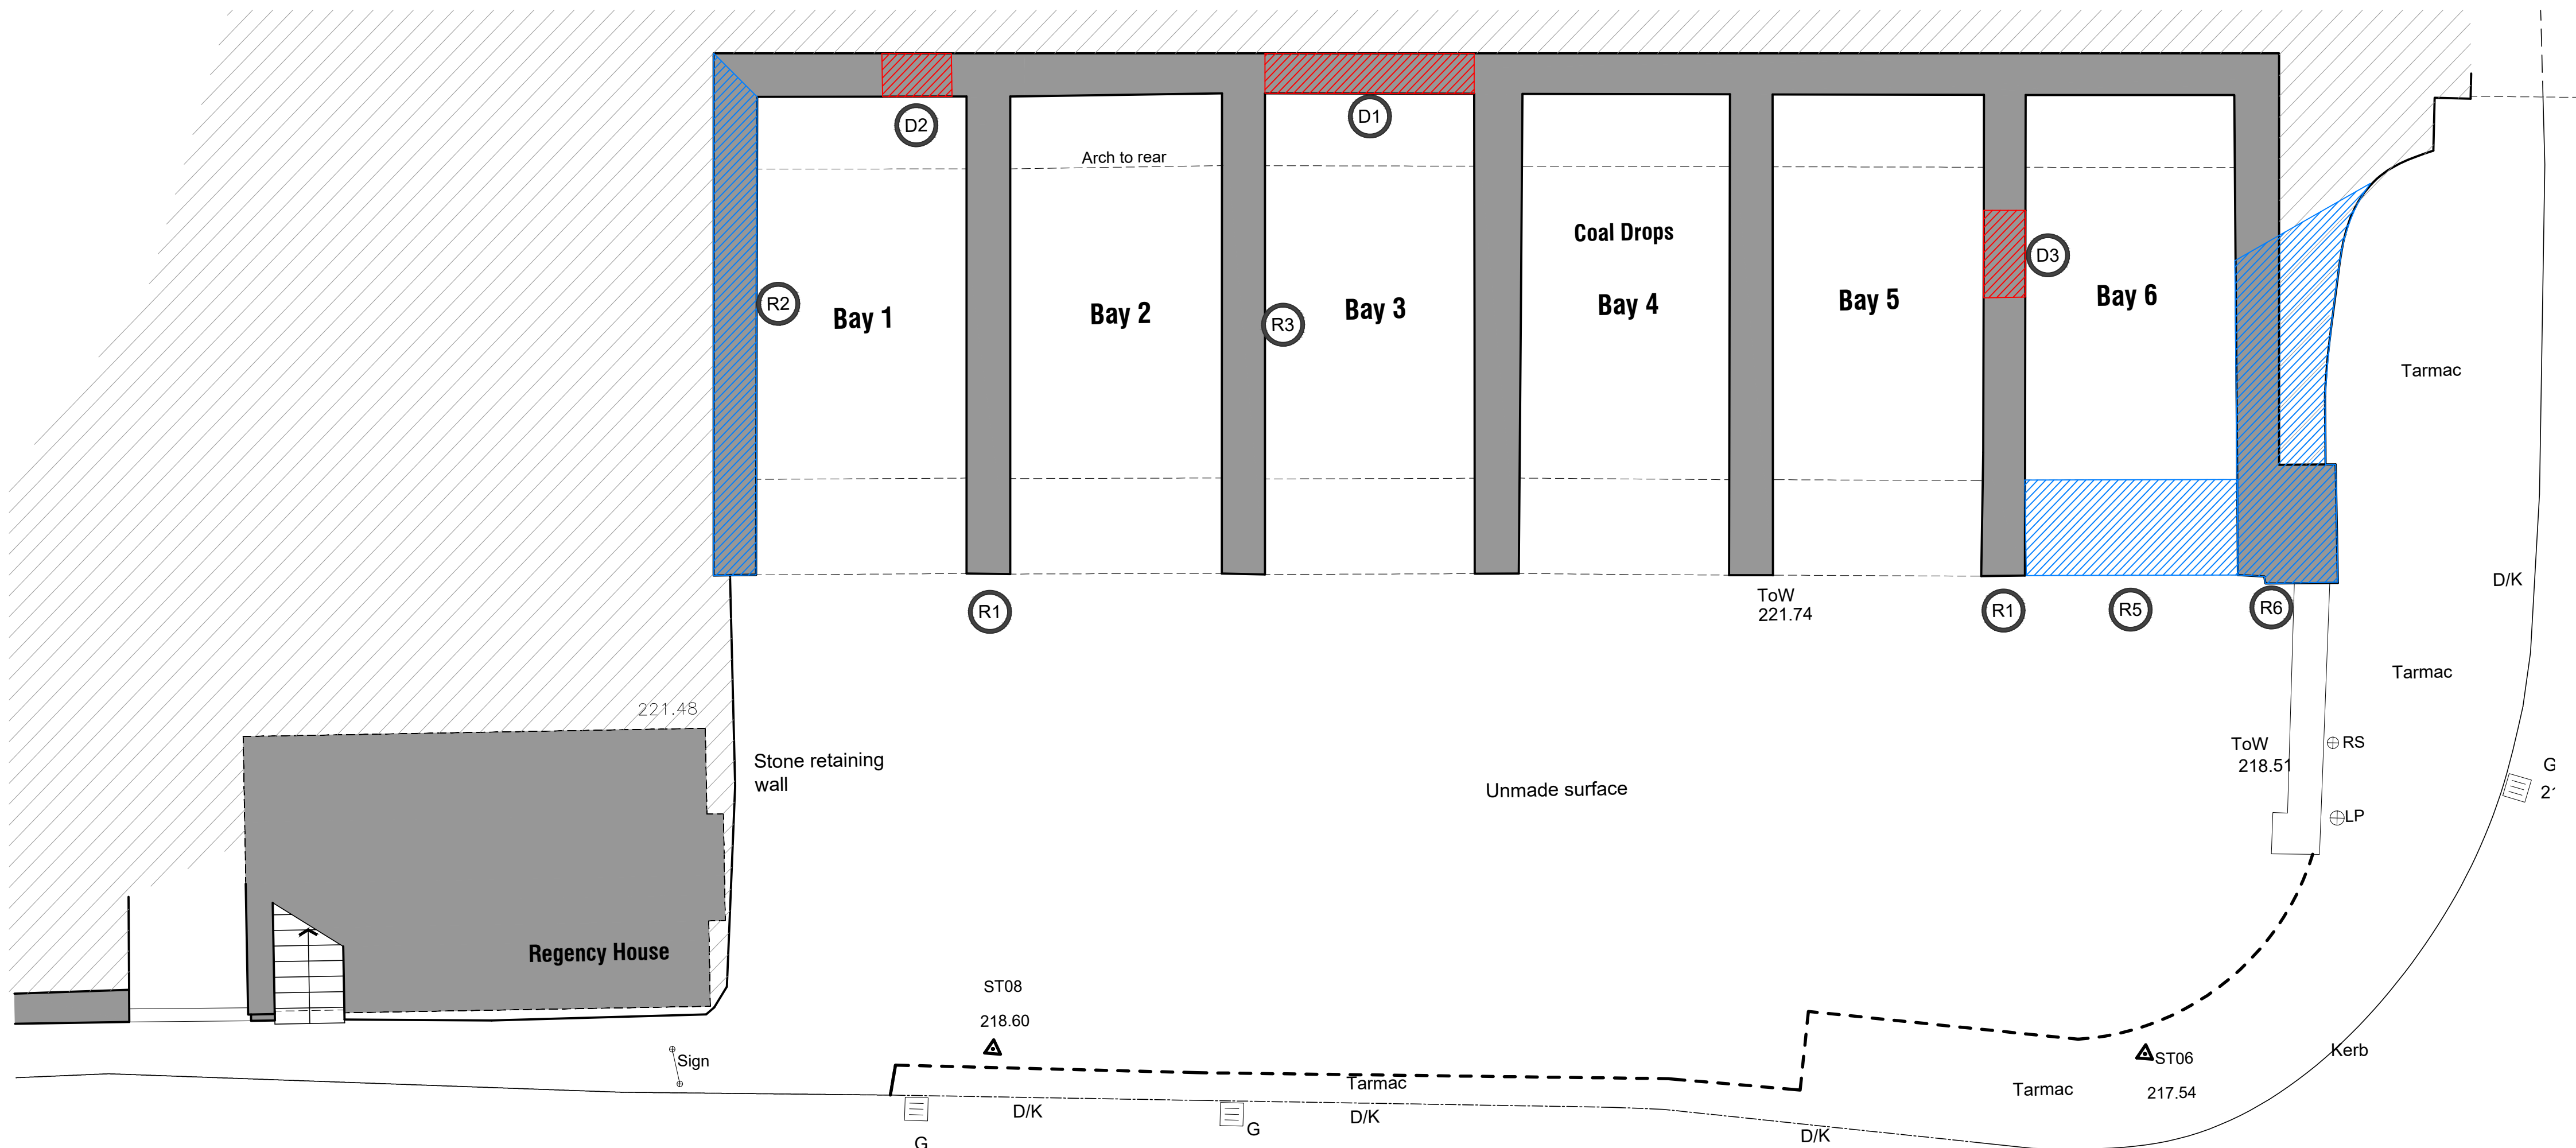 D2
D1
Arch to rear
Coal Drops
D3
R2
Bay 1
Bay 2
R3
Bay 3
Bay 4
Bay 5
Bay 6
Tarmac
D/K
R1
ToW
221.74
R1
R5
R6
Tarmac
221.48
Stone retaining
wall
Unmade surface
ToW
218.51
RS
G
LP
Regency House
ST08
218.60
Sign
Tarmac
D/K
G
G
D/K
D/K
Tarmac
ST06
217.54
Kerb